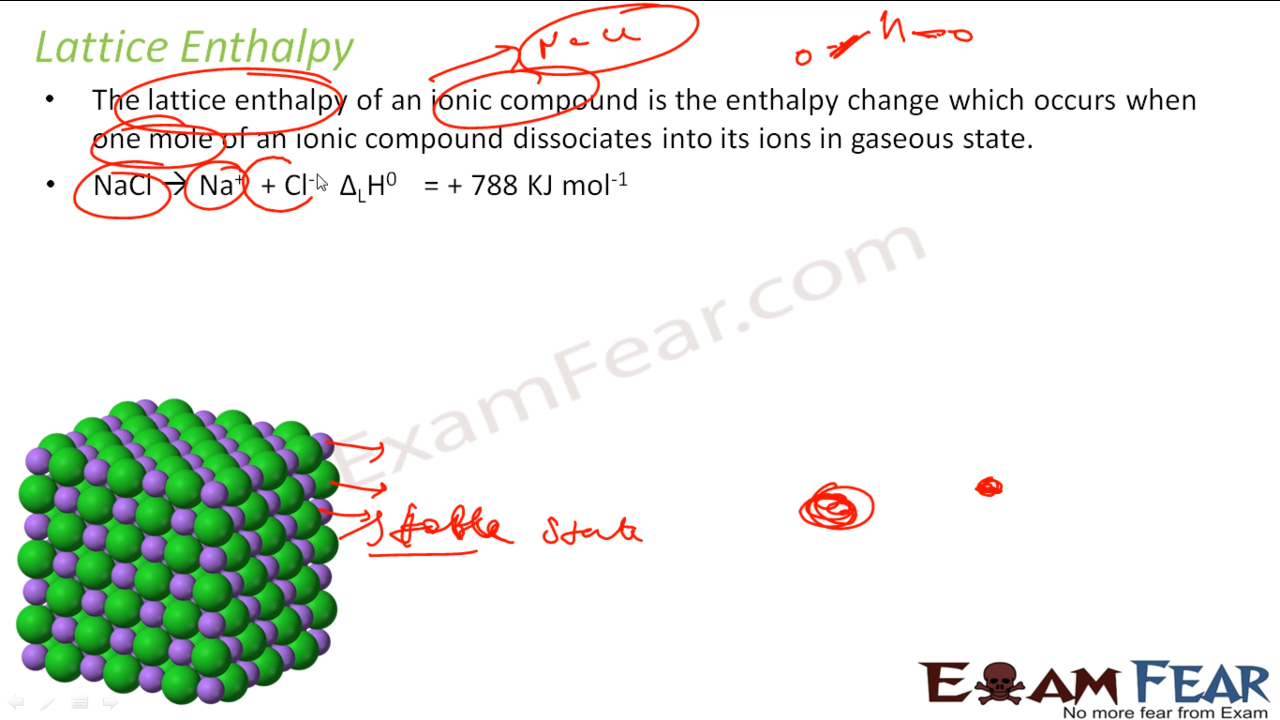 Lattice Enthalpy
• The lattice enthalpy of an ionic compound is the enthalpy change which occurs when
one mole of an ionic compound dissociates into its ions in gaseous state.
• NaCl → Na⁺ + Cl⁻ Δ_LH⁰ = + 788 KJ mol⁻¹
ExamFear.com
Stable State
EXAM FEAR
No more fear from Exam